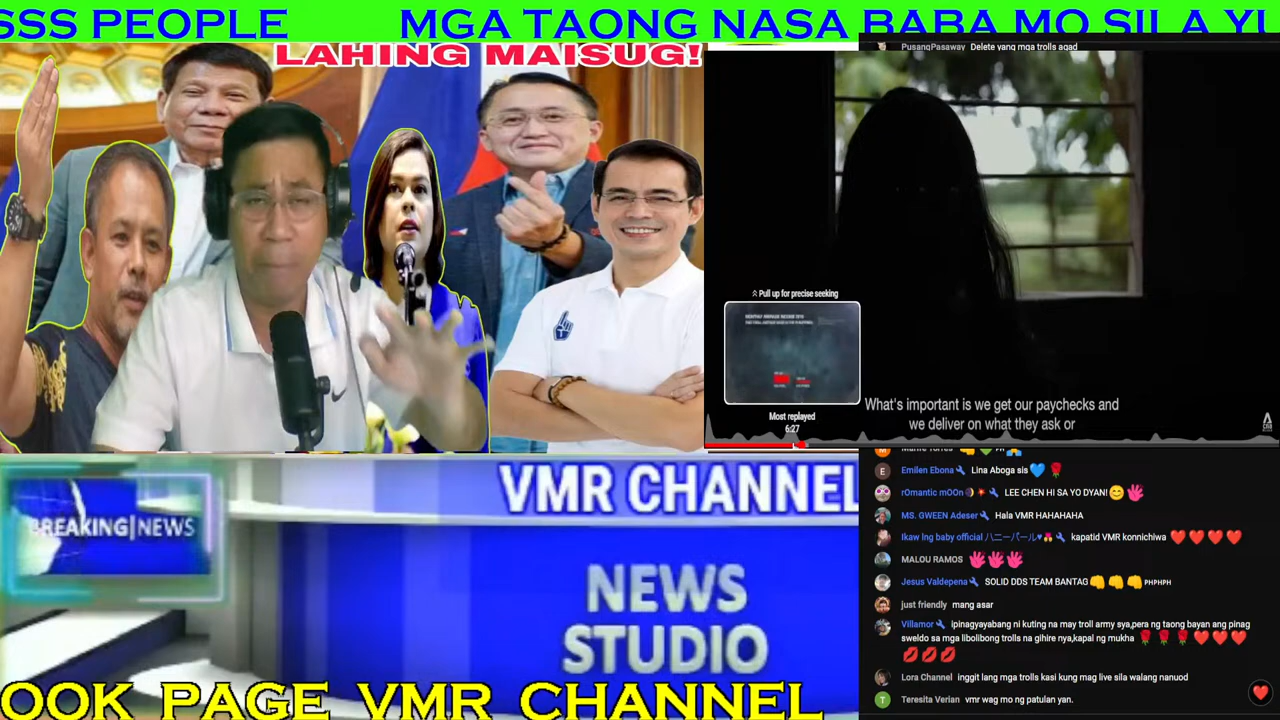 SSS PEOPLE MGA TAONG NASA BABA MO SILA YU
LAHING MAISUG!
PusangPasaway Delete yang mga trolls agad
Pull up for precise seeking
Most replayed
6:27
What's important is we get our paychecks and
we deliver on what they ask or
BREAKING|NEWS
VMR CHANNEL
NEWS
STUDIO
OOK PAGE VMR CHANNEL
Emilen Ebona Lina Aboga sis 💙 🌹
rOmantic mOOn LEE CHEN HI SA YO DYAN! 😊
MS. GWEEN Adeser Hala VMR HAHAHAHA
Ikaw lng baby official ハニーパール♥ kapatid VMR konnichiwa ❤️ ❤️ ❤️ ❤️
MALOU RAMOS
Jesus Valdepena SOLID DDS TEAM BANTAG 👊 👊 👊 PHPHPH
just friendly mang asar
Villamor ipinagyayabang ni kuting na may troll army sya,pera ng taong bayan ang pinag
sweldo sa mga libolibong trolls na gihire nya,kapal ng mukha 🌹 🌹 🌹 ❤️ ❤️ ❤️
💋 💋 💋
Lora Channel inggit lang mga trolls kasi kung mag live sila walang nanuod
T Teresita Verian vmr wag mo ng patulan yan.